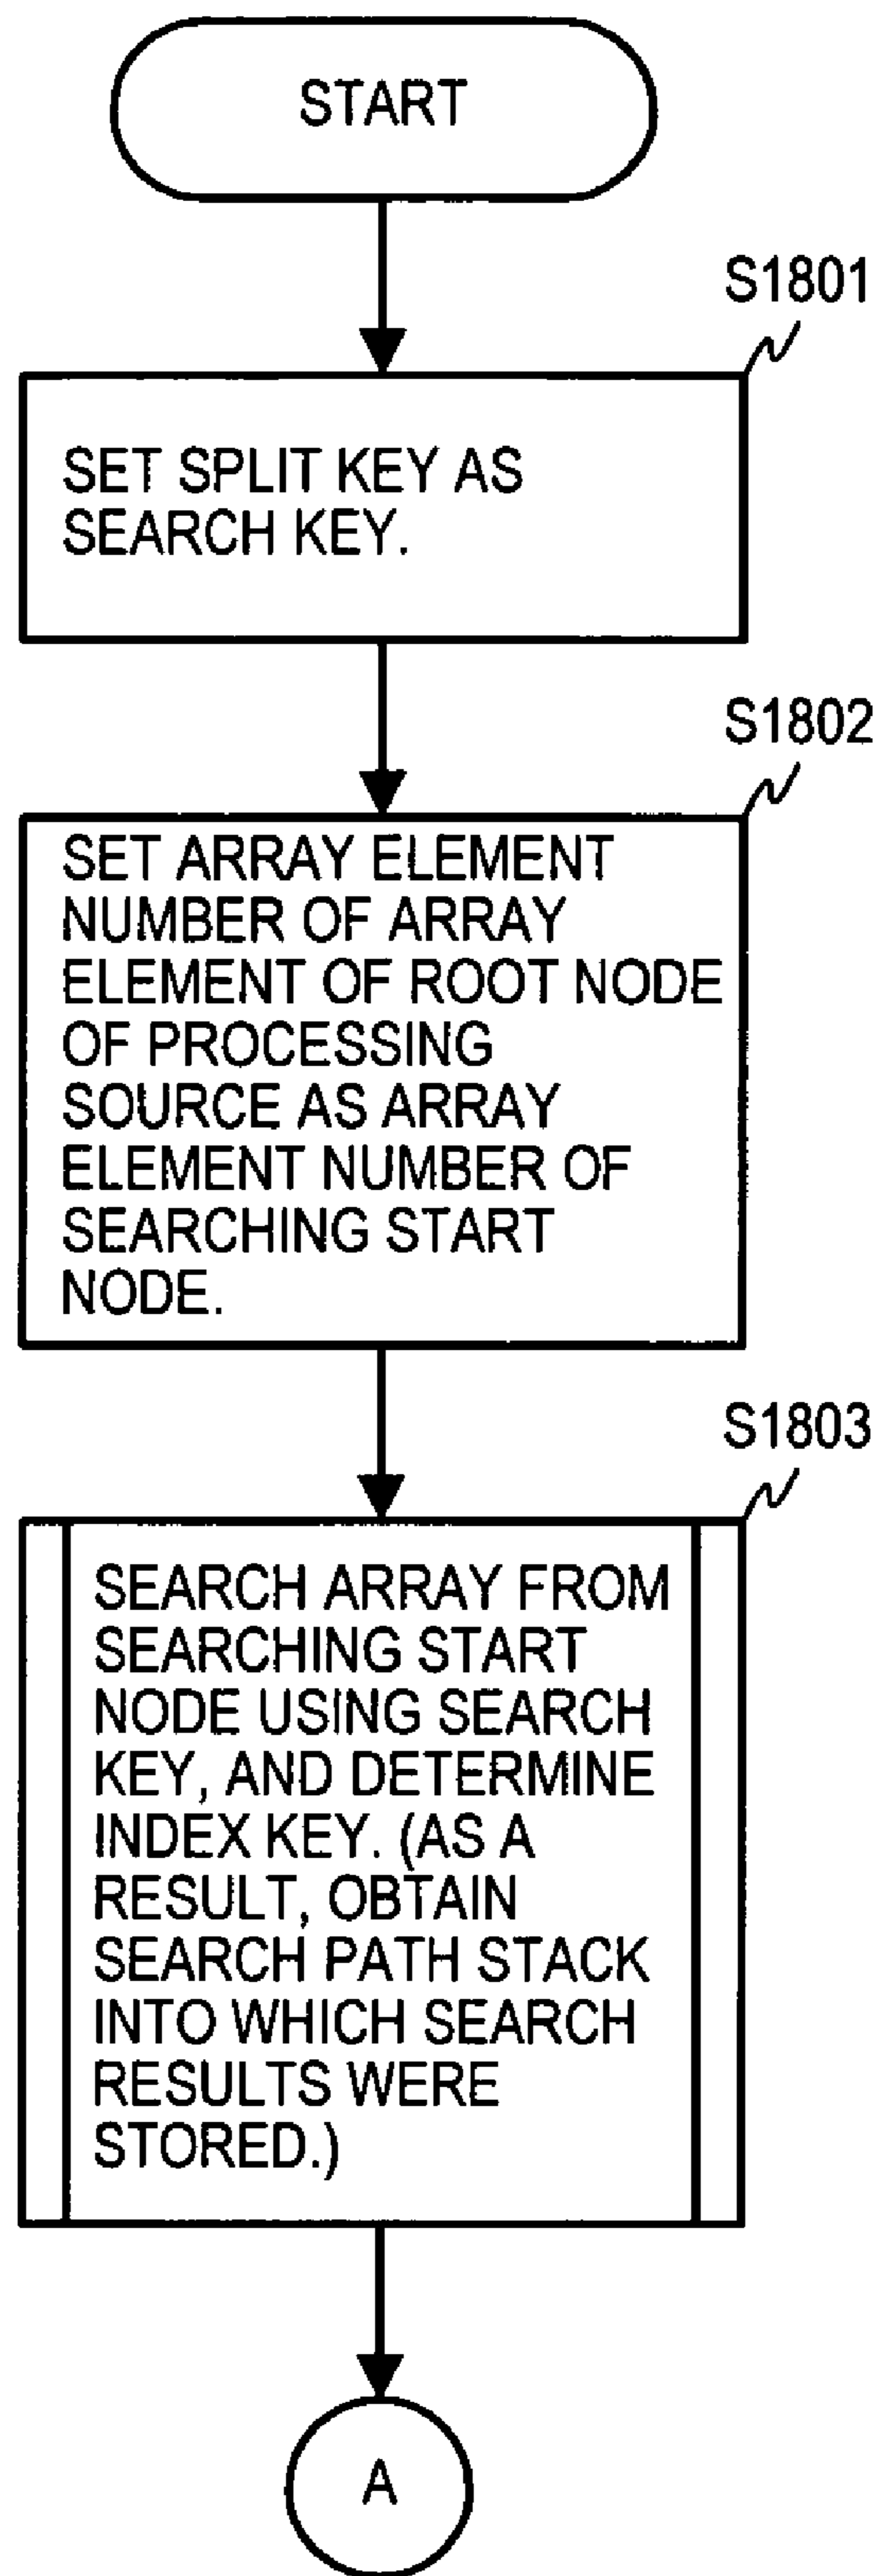 START
S1801
SET SPLIT KEY AS
SEARCH KEY.
S1802
SET ARRAY ELEMENT
NUMBER OF ARRAY
ELEMENT OF ROOT NODE
OF PROCESSING
SOURCE AS ARRAY
ELEMENT NUMBER OF
SEARCHING START
NODE.
S1803
SEARCH ARRAY FROM
SEARCHING START
NODE USING SEARCH
KEY, AND DETERMINE
INDEX KEY. (AS A
RESULT, OBTAIN
SEARCH PATH STACK
INTO WHICH SEARCH
RESULTS WERE
STORED.)
A